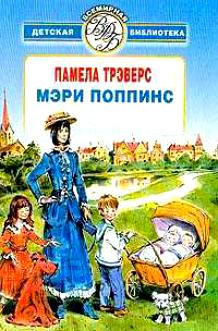 ВСЕМИРНАЯ
ДЕТСКАЯ БИБЛИОТЕКА
ПАМЕЛА ТРЭВЕРС
МЭРИ ПОППИНС